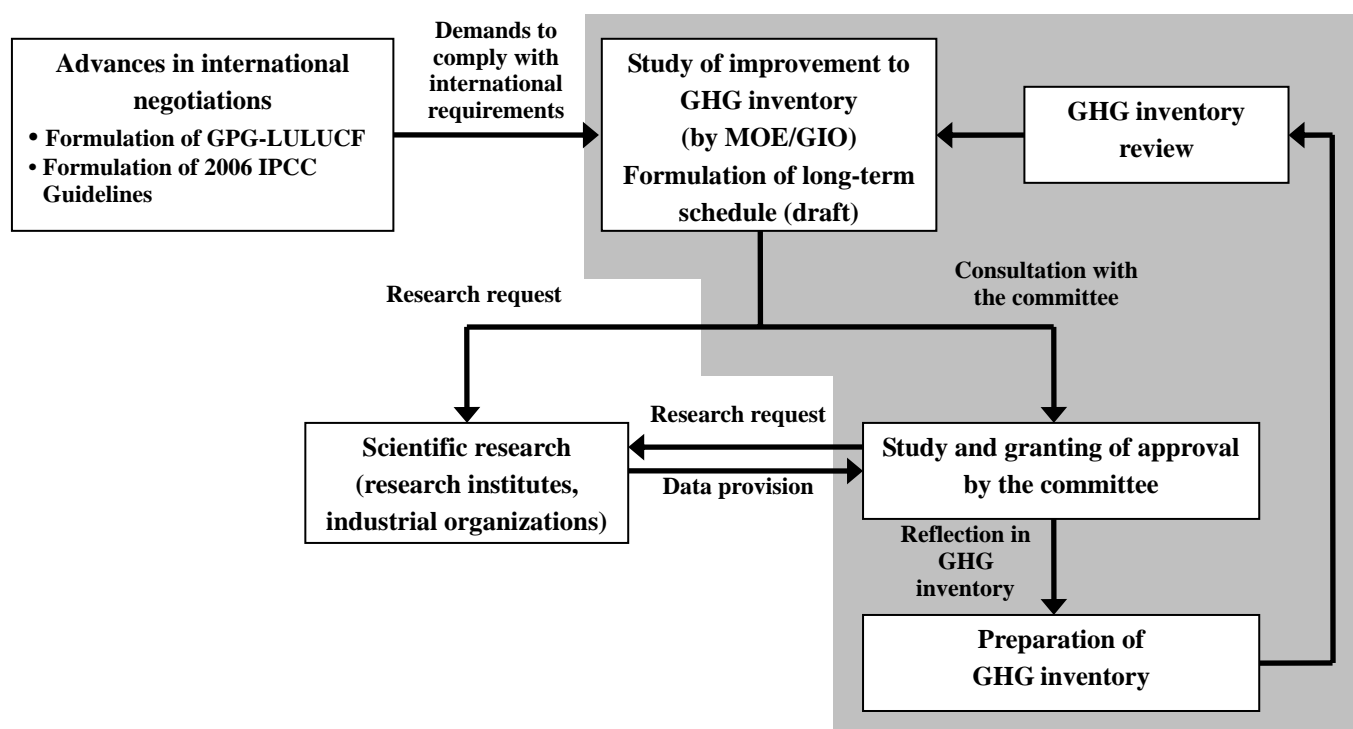 Advances in international
negotiations
• Formulation of GPG-LULUCF
• Formulation of 2006 IPCC
Guidelines
Demands to
comply with
international
requirements
Study of improvement to
GHG inventory
(by MOE/GIO)
Formulation of long-term
schedule (draft)
GHG inventory
review
Research request
Consultation with
the committee
Scientific research
(research institutes,
industrial organizations)
Research request
Data provision
Study and granting of approval
by the committee
Reflection in
GHG
inventory
Preparation of
GHG inventory